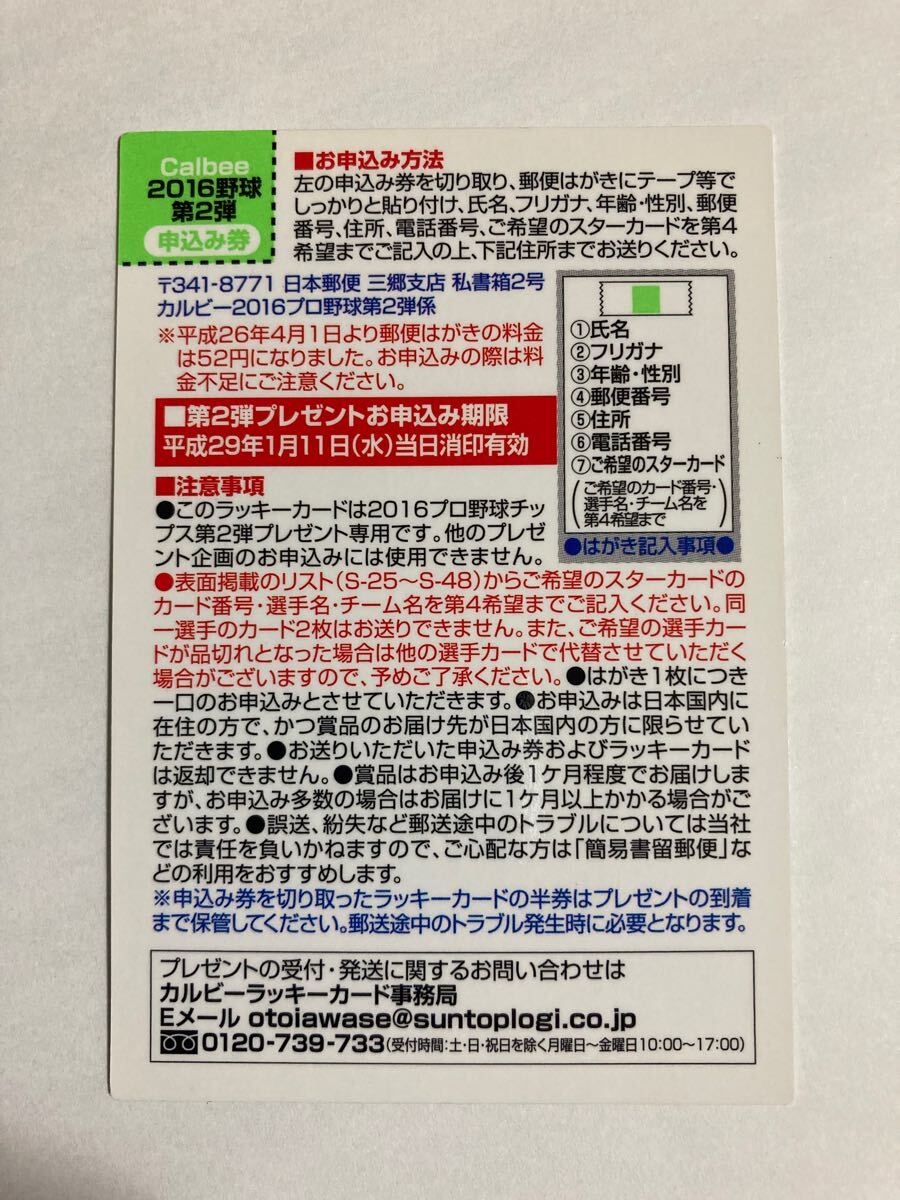 Calbee
2016野球
第2弾
申込み券
■お申込み方法
左の申込み券を切り取り、郵便はがきにテープ等で
しっかりと貼り付け、氏名、フリガナ、年齢・性別、郵便
番号、住所、電話番号、ご希望のスターカードを第4
希望までご記入の上、下記住所までお送りください。
〒341-8771 日本郵便 三郷支店 私書箱2号
カルビー2016プロ野球第2弾係
※平成26年4月1日より郵便はがきの料金
は52円になりました。お申込みの際は料
金不足にご注意ください。
■第2弾プレゼントお申込み期限
平成29年1月11日(水)当日消印有効
①氏名
②フリガナ
③年齢・性別
④郵便番号
⑤住所
⑥電話番号
⑦ご希望のスターカード
(ご希望のカード番号・
選手名・チーム名を
第4希望まで)
●はがき記入事項●
■注意事項
●このラッキーカードは2016プロ野球チッ
プス第2弾プレゼント専用です。他のプレゼ
ント企画のお申込みには使用できません。
●表面掲載のリスト(S-25〜S-48)からご希望のスターカードの
カード番号・選手名・チーム名を第4希望までご記入ください。同
一選手のカード2枚はお送りできません。また、ご希望の選手カー
ドが品切れとなった場合は他の選手カードで代替させていただく
場合がございますので、予めご了承ください。●はがき1枚につき
一口のお申込みとさせていただきます。●お申込みは日本国内に
在住の方で、かつ賞品のお届け先が日本国内の方に限らせてい
ただきます。●お送りいただいた申込み券およびラッキーカード
は返却できません。●賞品はお申込み後1ケ月程度でお届けしま
すが、お申込み多数の場合はお届けに1ケ月以上かかる場合がご
ざいます。●誤送、紛失など郵送途中のトラブルについては当社
では責任を負いかねますので、ご心配な方は「簡易書留郵便」な
どの利用をおすすめします。
※申込み券を切り取ったラッキーカードの半券はプレゼントの到着
まで保管してください。郵送途中のトラブル発生時に必要となります。
プレゼントの受付・発送に関するお問い合わせは
カルビーラッキーカード事務局
Eメール otoiawase@suntoplogi.co.jp
0120-739-733(受付時間:土・日・祝日を除く月曜日〜金曜日10:00〜17:00)